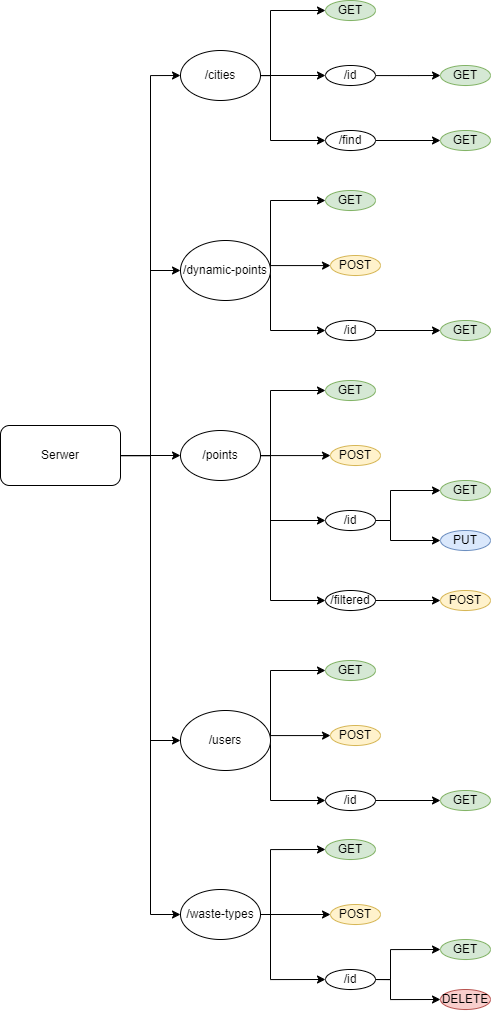 Serwer
/cities
GET
/id
GET
/find
GET
/dynamic-points
GET
POST
/id
GET
/points
GET
POST
/id
GET
PUT
/filtered
POST
/users
GET
POST
/id
GET
/waste-types
GET
POST
/id
GET
DELETE